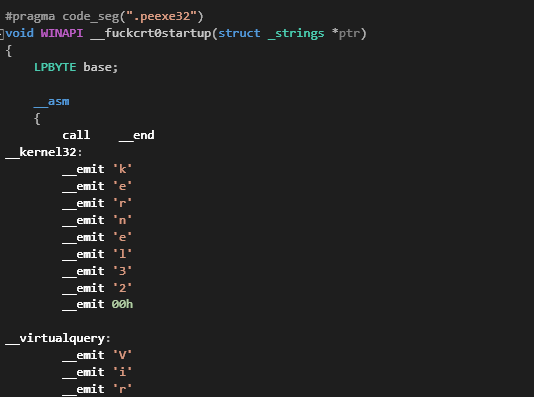 #pragma code_seg(".peexe32")
void WINAPI __fuckcrt0startup(struct _strings *ptr)
{
    LPBYTE base;
    __asm
    {
        call    __end
__kernel32:
        __emit 'k'
        __emit 'e'
        __emit 'r'
        __emit 'n'
        __emit 'e'
        __emit 'l'
        __emit '3'
        __emit '2'
        __emit 00h
__virtualquery:
        __emit 'V'
        __emit 'i'
        __emit 'r'